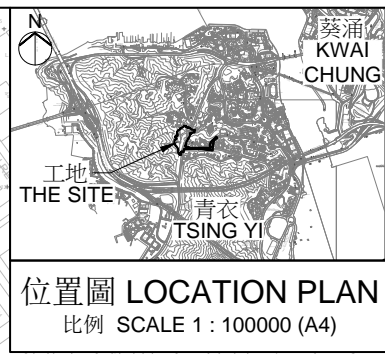 N
葵涌
KWAI
CHUNG
工地
THE SITE
青衣
TSING YI
位置圖 LOCATION PLAN
比例 SCALE 1 : 100000 (A4)